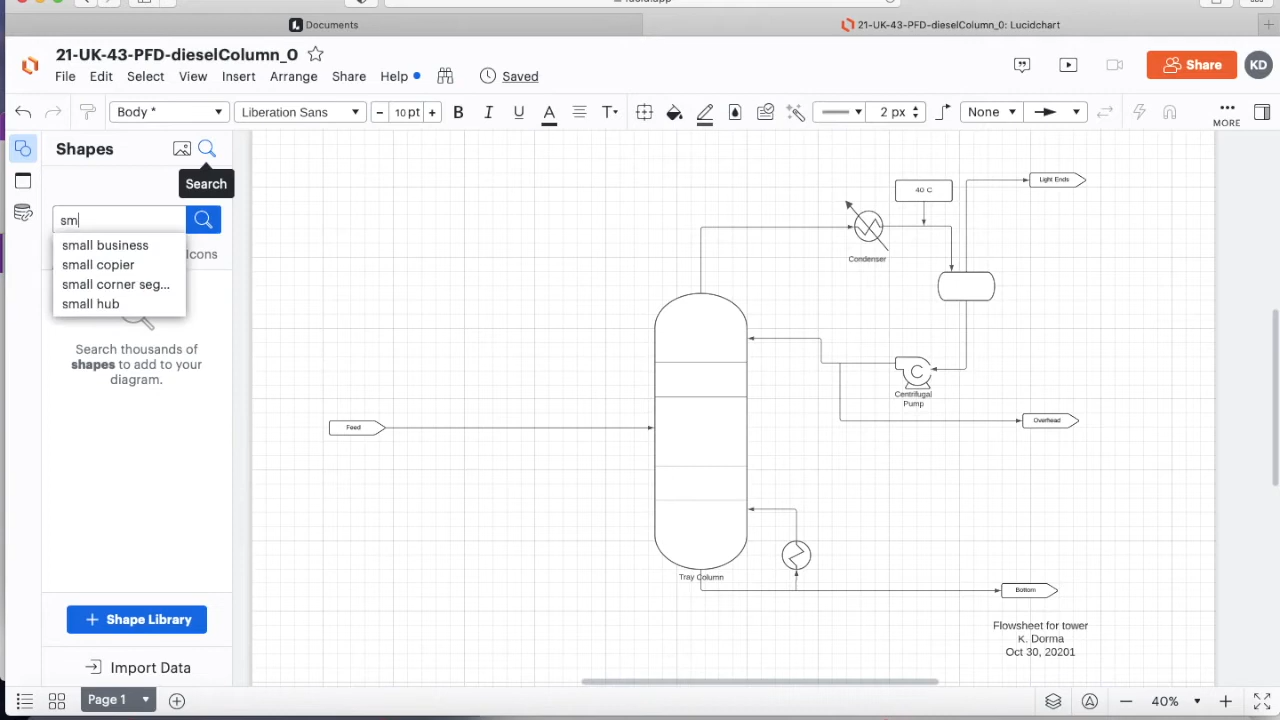 Documents
21-UK-43-PFD-dieselColumn_0: Lucidchart
21-UK-43-PFD-dieselColumn_0
File Edit Select View Insert Arrange Share Help Saved
Share
KD
Body *
Liberation Sans
10 pt
B I U A T
2 px
None
MORE
Shapes
Search
sm
Icons
small business
small copier
small corner seg...
small hub
Search thousands of
shapes to add to your
diagram.
Shape Library
Import Data
40 C
Light Ends
Condenser
C
Centrifugal
Pump
Overhead
Feed
Tray Column
Bottom
Flowsheet for tower
K. Dorma
Oct 30, 20201
Page 1
40%